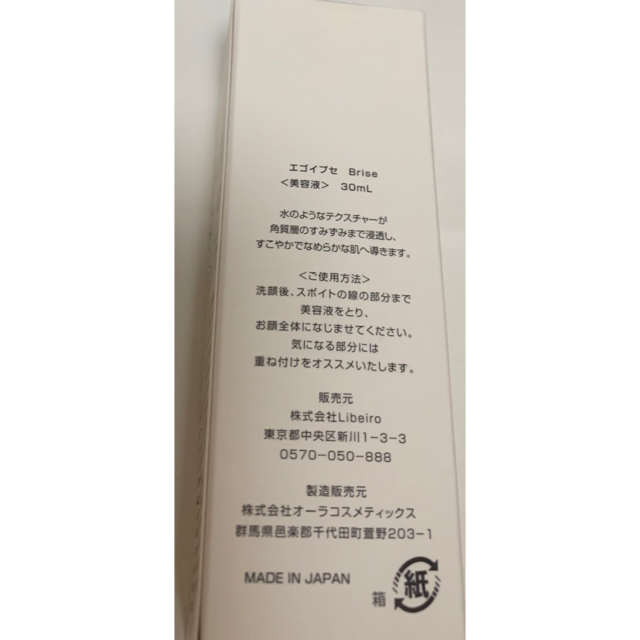 エゴイプセ Brise
＜美容液＞ 30mL
水のようなテクスチャーが
角質層のすみずみまで浸透し、
すこやかでなめらかな肌へ導きます。
＜ご使用方法＞
洗顔後、スポイトの線の部分まで
美容液をとり、
お顔全体になじませてください。
気になる部分には
重ね付けをオススメいたします。
販売元
株式会社Libeiro
東京都中央区新川1-3-3
0570-050-888
製造販売元
株式会社オーラコスメティックス
群馬県邑楽郡千代田町萱野203-1
MADE IN JAPAN
箱 紙